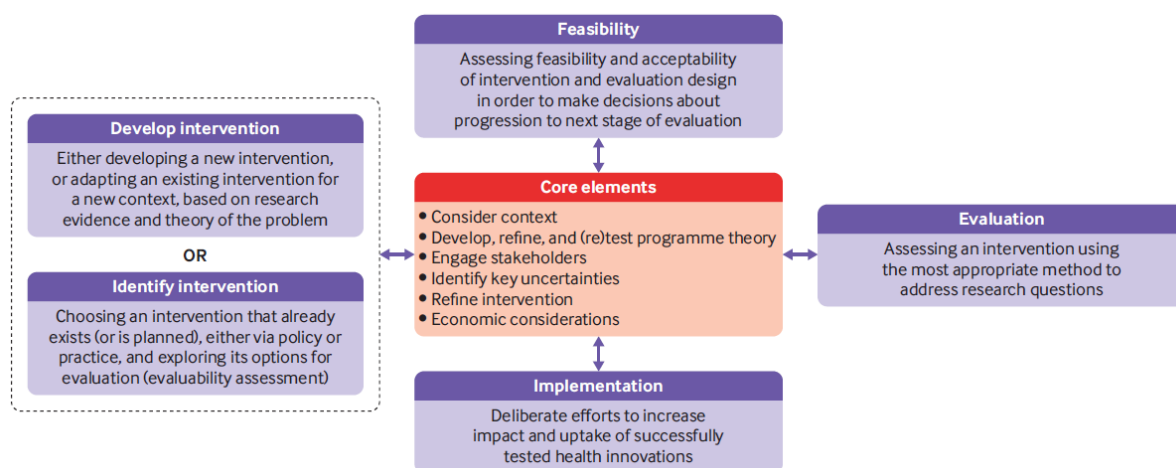 Feasibility
Assessing feasibility and acceptability
of intervention and evaluation design
in order to make decisions about
progression to next stage of evaluation
Develop intervention
Either developing a new intervention,
or adapting an existing intervention for
a new context, based on research
evidence and theory of the problem
OR
Identify intervention
Choosing an intervention that already
exists (or is planned), either via policy or
practice, and exploring its options for
evaluation (evaluability assessment)
Core elements
• Consider context
• Develop, refine, and (re)test programme theory
• Engage stakeholders
• Identify key uncertainties
• Refine intervention
• Economic considerations
Evaluation
Assessing an intervention using
the most appropriate method to
address research questions
Implementation
Deliberate efforts to increase
impact and uptake of successfully
tested health innovations